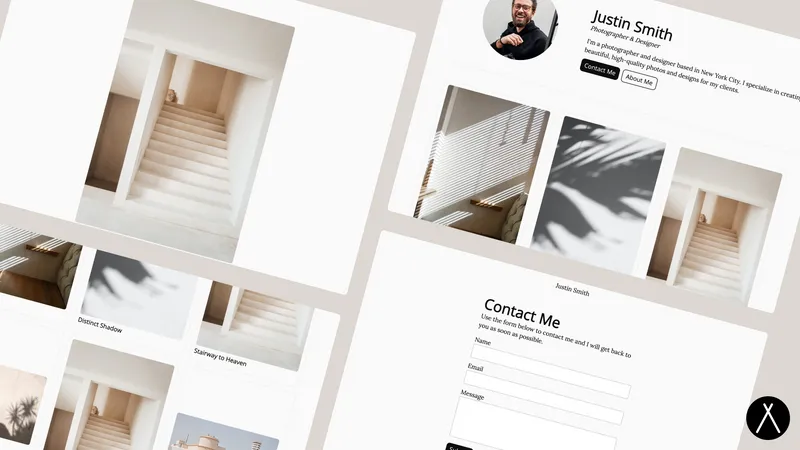 Justin Smith
Photographer & Designer
I'm a photographer and designer based in New York City. I specialize in creating
beautiful, high-quality photos and designs for my clients.
Contact Me
About Me
Distinct Shadow
Stairway to Heaven
Justin Smith
Contact Me
Use the form below to contact me and I will get back to
you as soon as possible.
Name
Email
Message